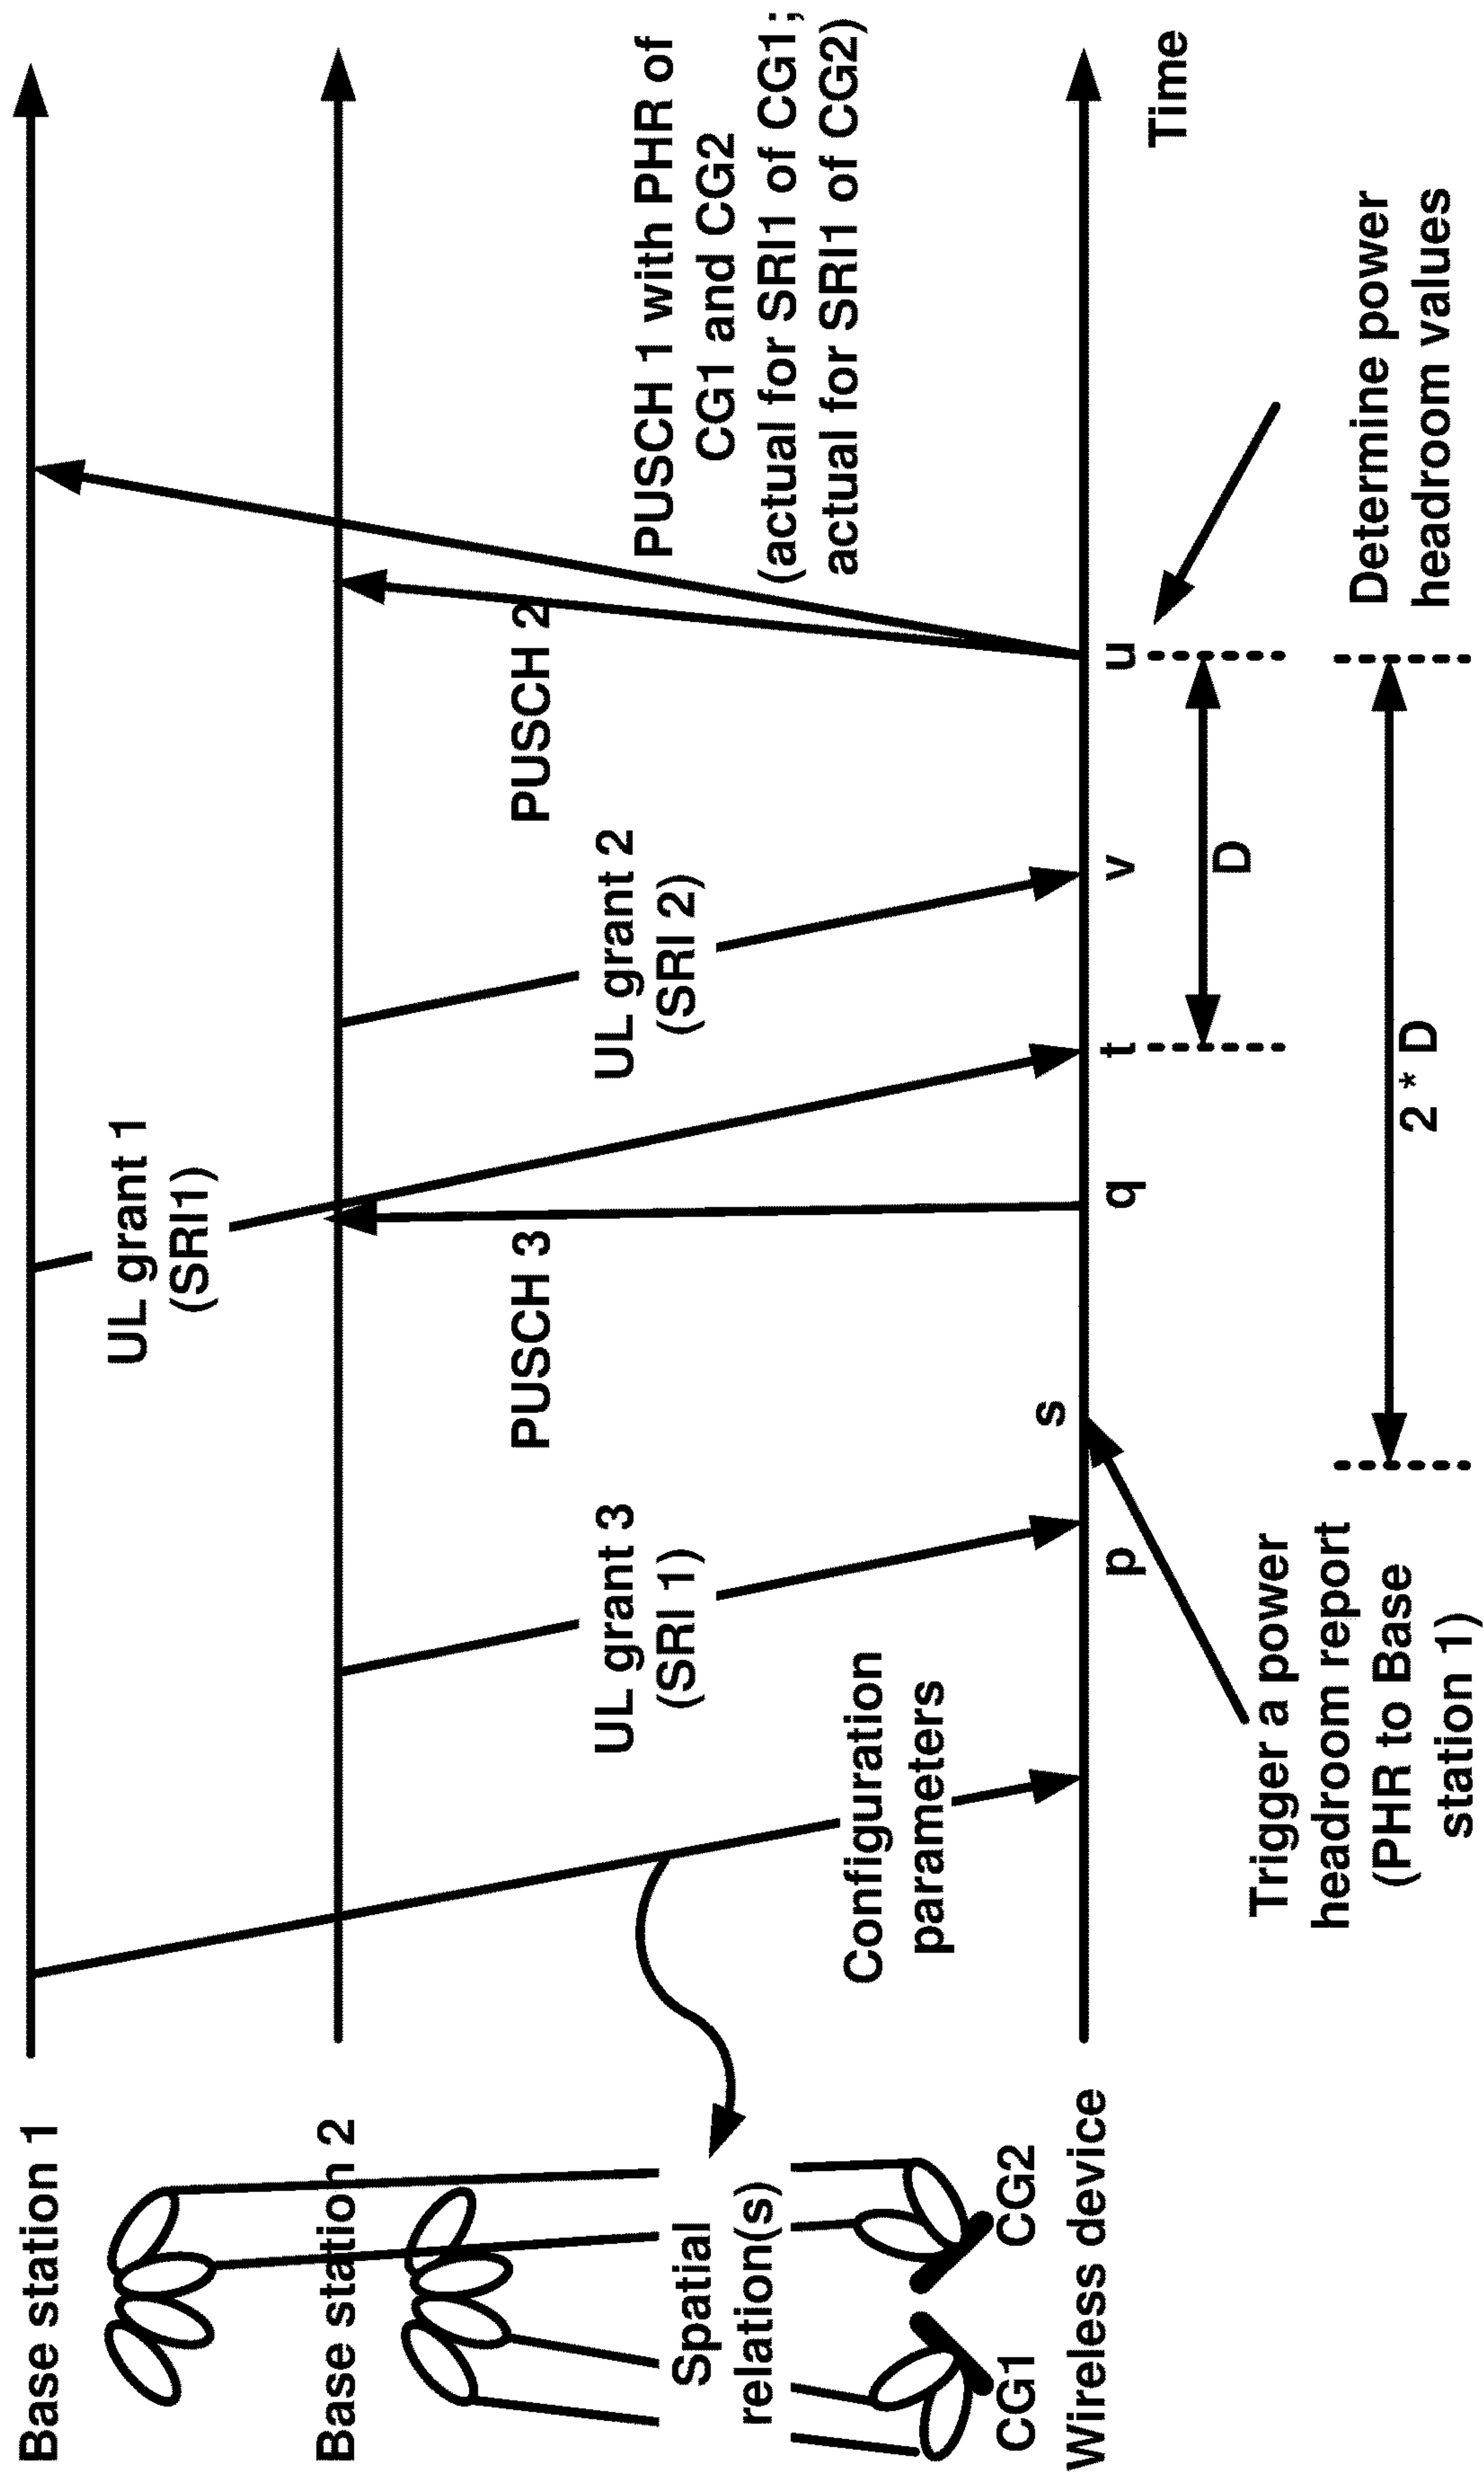 Base station 1
UL grant 1
(SRI1)
Base station 2
PUSCH 3
PUSCH 2
UL grant 3
(SRI 1)
UL grant 2
(SRI 2)
PUSCH 1 with PHR of
CG1 and CG2
(actual for SRI1 of CG1;
actual for SRI1 of CG2)
Spatial
relation(s)
Configuration
parameters
CG1
CG2
Wireless device
s
p
q
t
v
u
Time
D
Trigger a power
headroom report
(PHR to Base
station 1)
2 * D
Determine power
headroom values